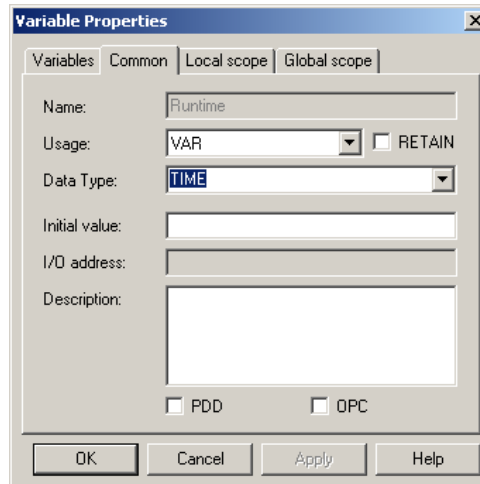 Variable Properties
Variables Common Local scope Global scope
Name: Runtime
Usage: VAR RETAIN
Data Type: TIME
Initial value:
I/O address:
Description:
PDD OPC
OK Cancel Apply Help